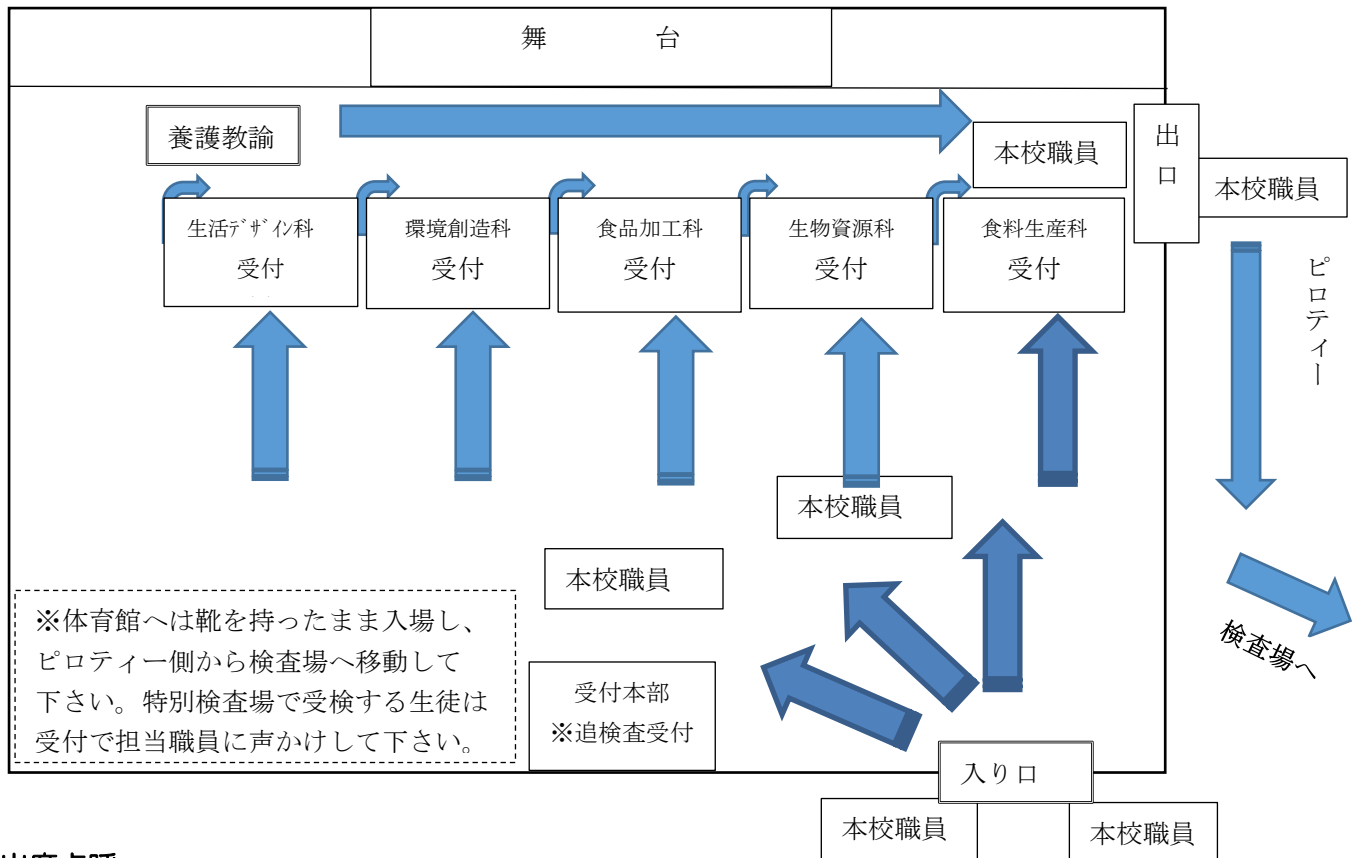 舞　　　台
養護教諭
本校職員
出口
本校職員
生活ﾃﾞｻﾞｲﾝ科
受付
環境創造科
受付
食品加工科
受付
生物資源科
受付
食料生産科
受付
ピロティー
本校職員
本校職員
※体育館へは靴を持ったまま入場し、
ピロティー側から検査場へ移動して
下さい。特別検査場で受検する生徒は
受付で担当職員に声かけして下さい。
受付本部
※追検査受付
検査場へ
入り口
本校職員
本校職員